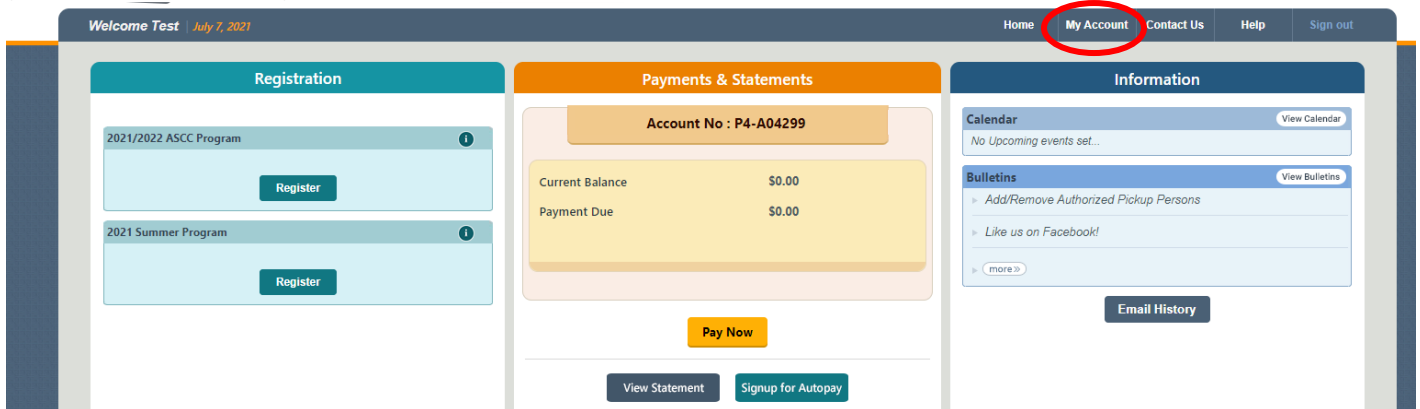 Welcome Test | July 7, 2021
Home My Account Contact Us Help Sign out
Registration
2021/2022 ASCC Program
i
Register
2021 Summer Program
i
Register
Payments & Statements
Account No : P4-A04299
Current Balance $0.00
Payment Due $0.00
Pay Now
View Statement Signup for Autopay
Information
Calendar View Calendar
No Upcoming events set...
Bulletins View Bulletins
Add/Remove Authorized Pickup Persons
Like us on Facebook!
more »
Email History